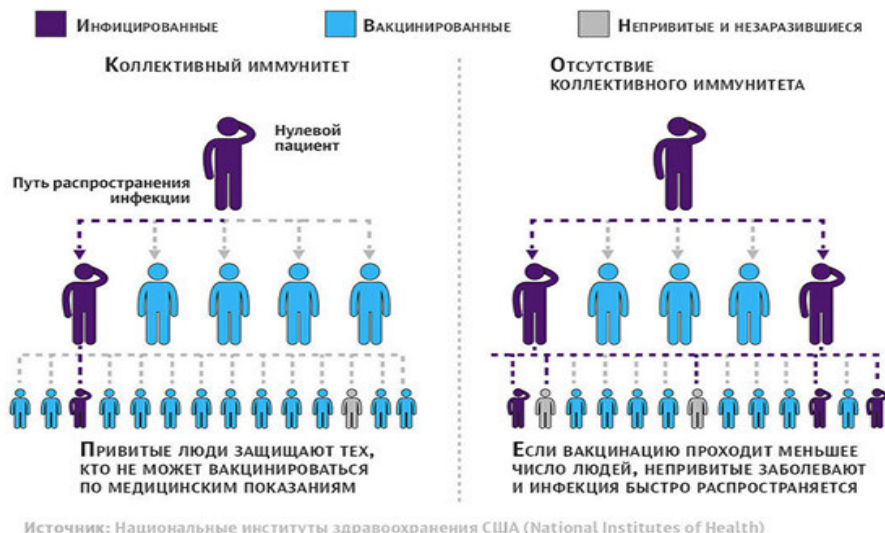 Инфицированные
Вакцинированные
Непривитые и незаразившиеся
Коллективный иммунитет
Нулевой
пациент
Путь распространения
инфекции
Привитые люди защищают тех,
кто не может вакцинироваться
по медицинским показаниям
Отсутствие
коллективного иммунитета
Если вакцинацию проходит меньшее
число людей, непривитые заболевают
и инфекция быстро распространяется
Источник: Национальные институты здравоохранения США (National Institutes of Health)